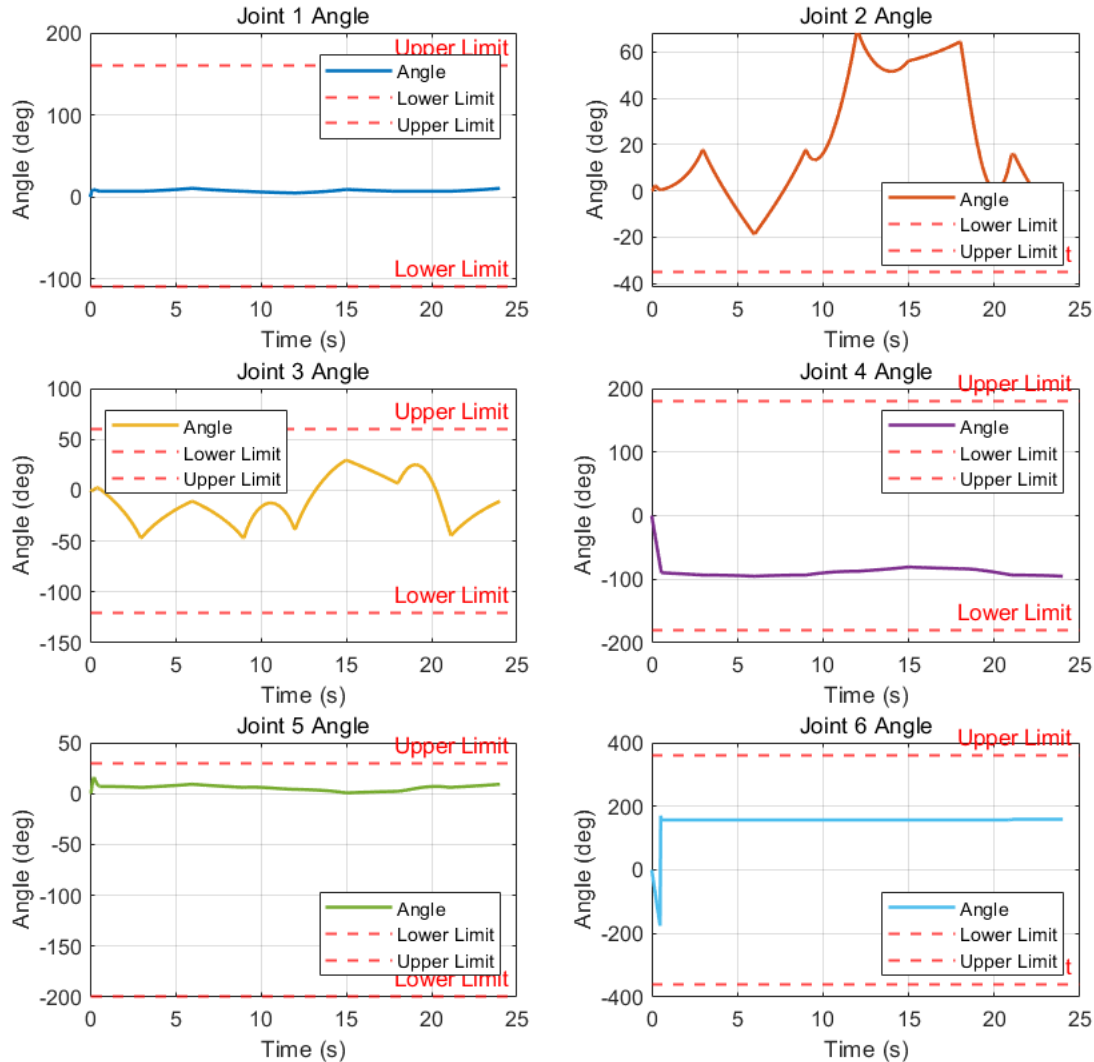 Joint 1 Angle
200
100
0
-100
Angle (deg)
Upper Limit
Angle
Lower Limit
Upper Limit
Lower Limit
0 5 10 15 20 25
Time (s)
Joint 2 Angle
60
40
20
0
-20
-40
Angle (deg)
Angle
Lower Limit
Upper Limit
0 5 10 15 20 25
Time (s)
Joint 3 Angle
100
50
0
-50
-100
-150
Angle (deg)
Upper Limit
Angle
Lower Limit
Upper Limit
Lower Limit
0 5 10 15 20 25
Time (s)
Joint 4 Angle
200
100
0
-100
-200
Angle (deg)
Upper Limit
Angle
Lower Limit
Upper Limit
Lower Limit
0 5 10 15 20 25
Time (s)
Joint 5 Angle
50
0
-50
-100
-150
-200
Angle (deg)
Upper Limit
Angle
Lower Limit
Upper Limit
Lower Limit
0 5 10 15 20 25
Time (s)
Joint 6 Angle
400
200
0
-200
-400
Angle (deg)
Upper Limit
Angle
Lower Limit
Upper Limit
0 5 10 15 20 25
Time (s)